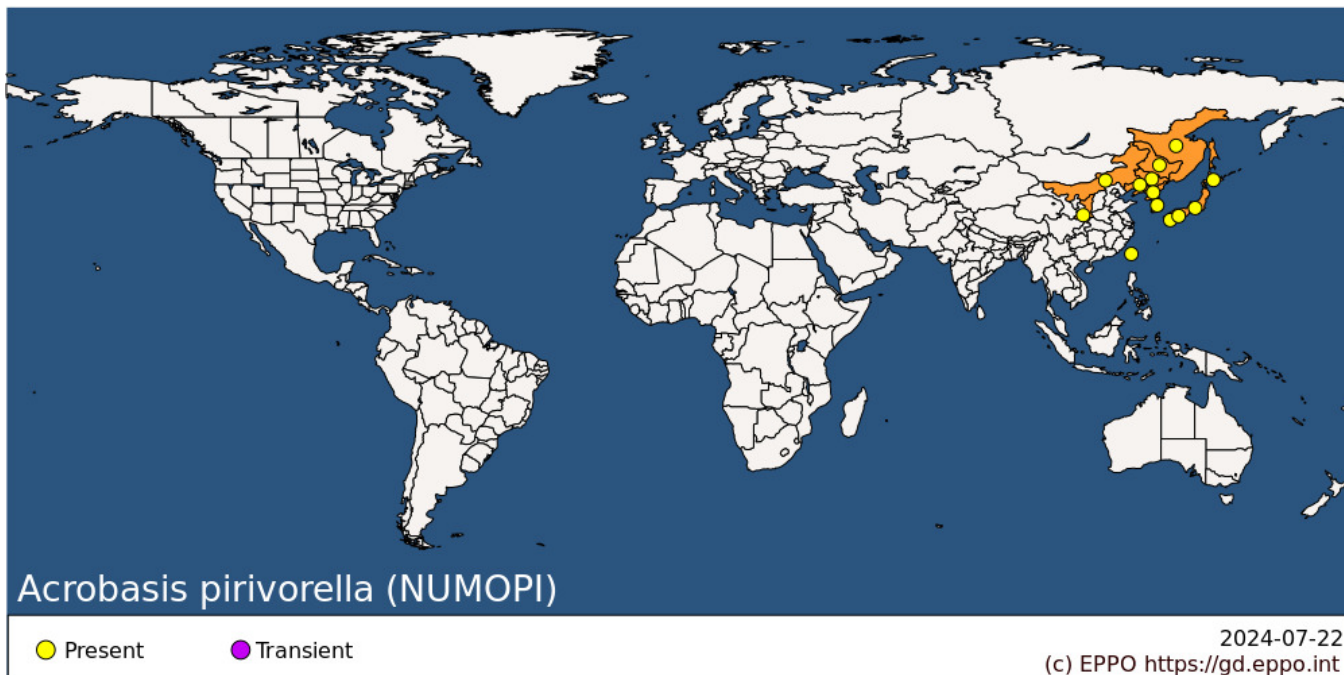 Acrobasis pirivorella (NUMOPI)
Present
Transient
2024-07-22
(c) EPPO https://gd.eppo.int